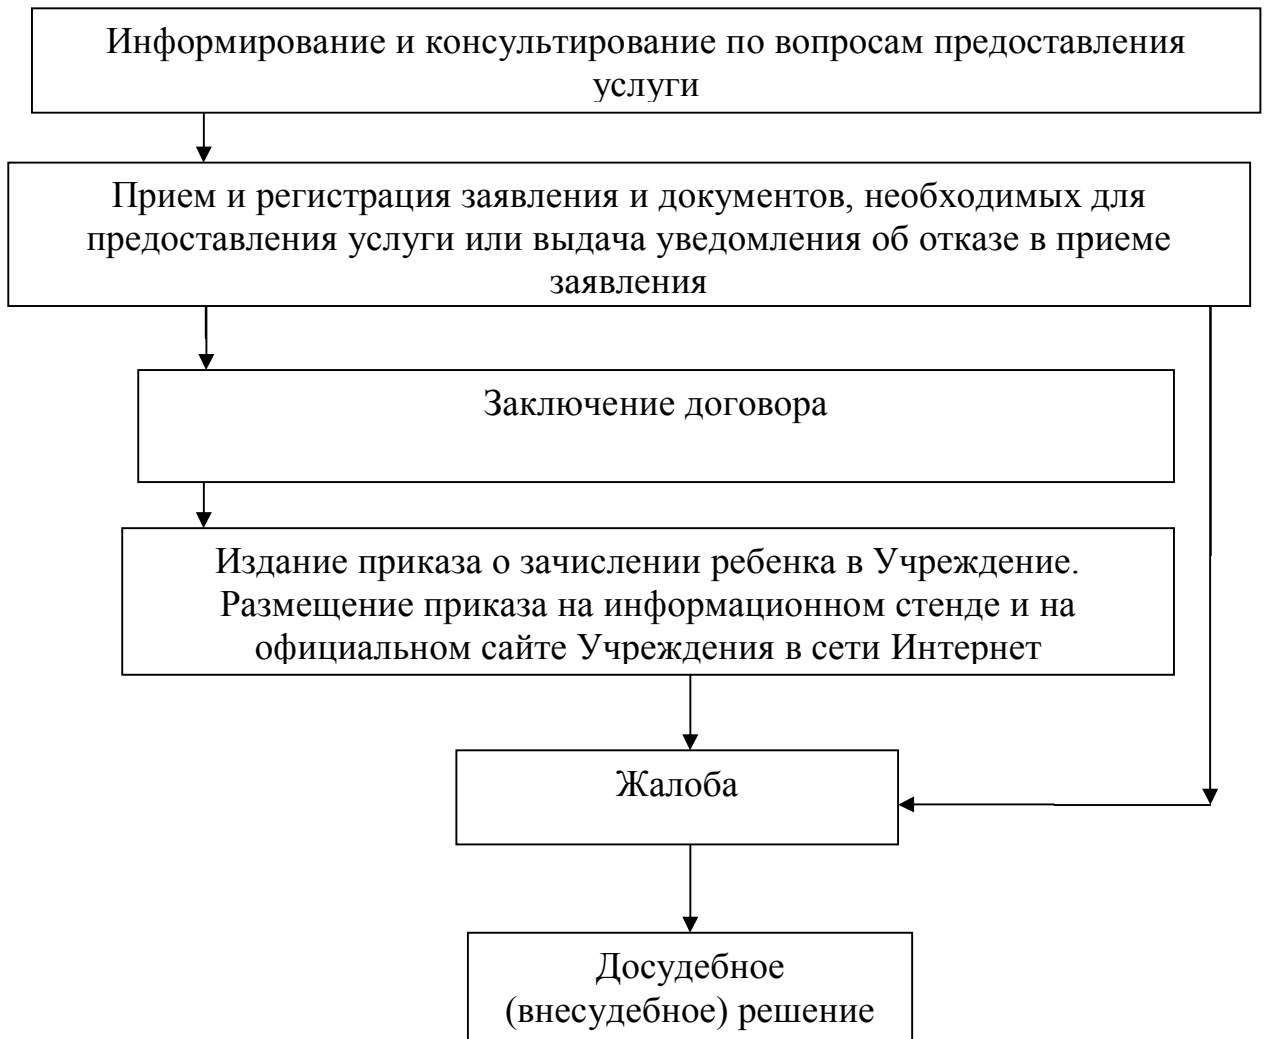 Информирование и консультирование по вопросам предоставления
услуги
Прием и регистрация заявления и документов, необходимых для
предоставления услуги или выдача уведомления об отказе в приеме
заявления
Заключение договора
Издание приказа о зачислении ребенка в Учреждение.
Размещение приказа на информационном стенде и на
официальном сайте Учреждения в сети Интернет
Жалоба
Досудебное
(внесудебное) решение